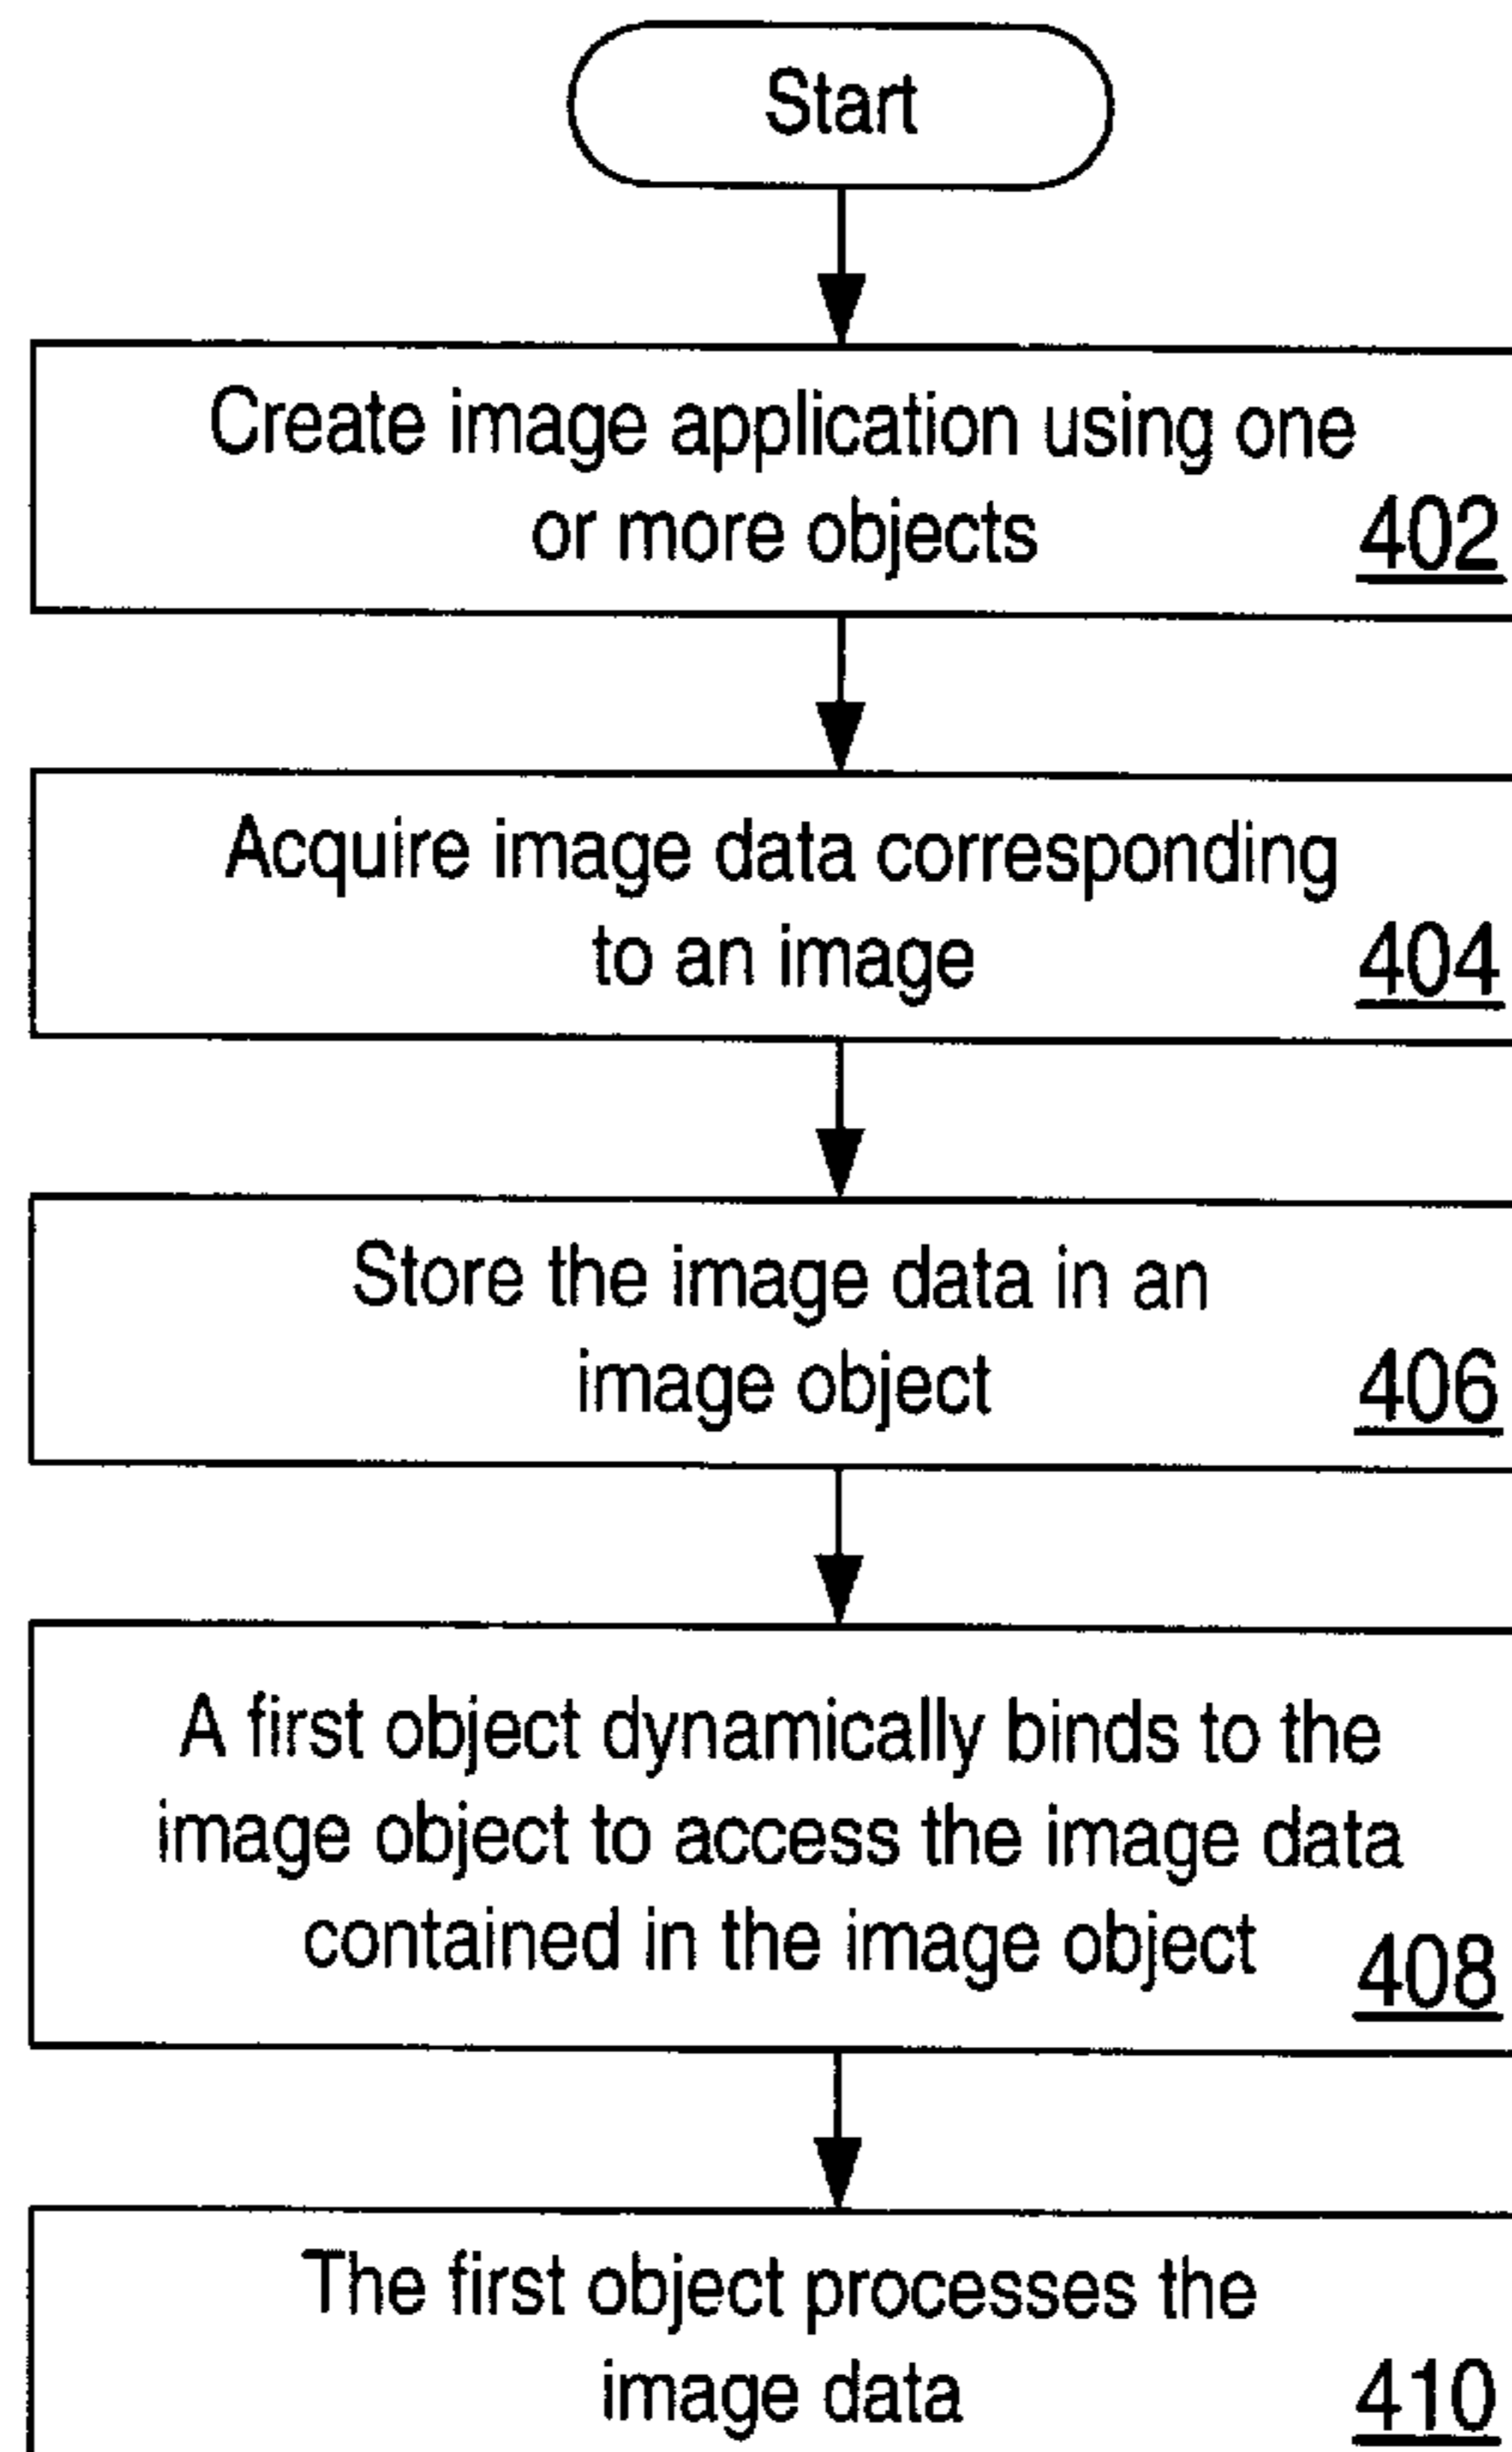 Start
Create image application using one
or more objects
402
Acquire image data corresponding
to an image
404
Store the image data in an
image object
406
A first object dynamically binds to the
image object to access the image data
contained in the image object
408
The first object processes the
image data
410